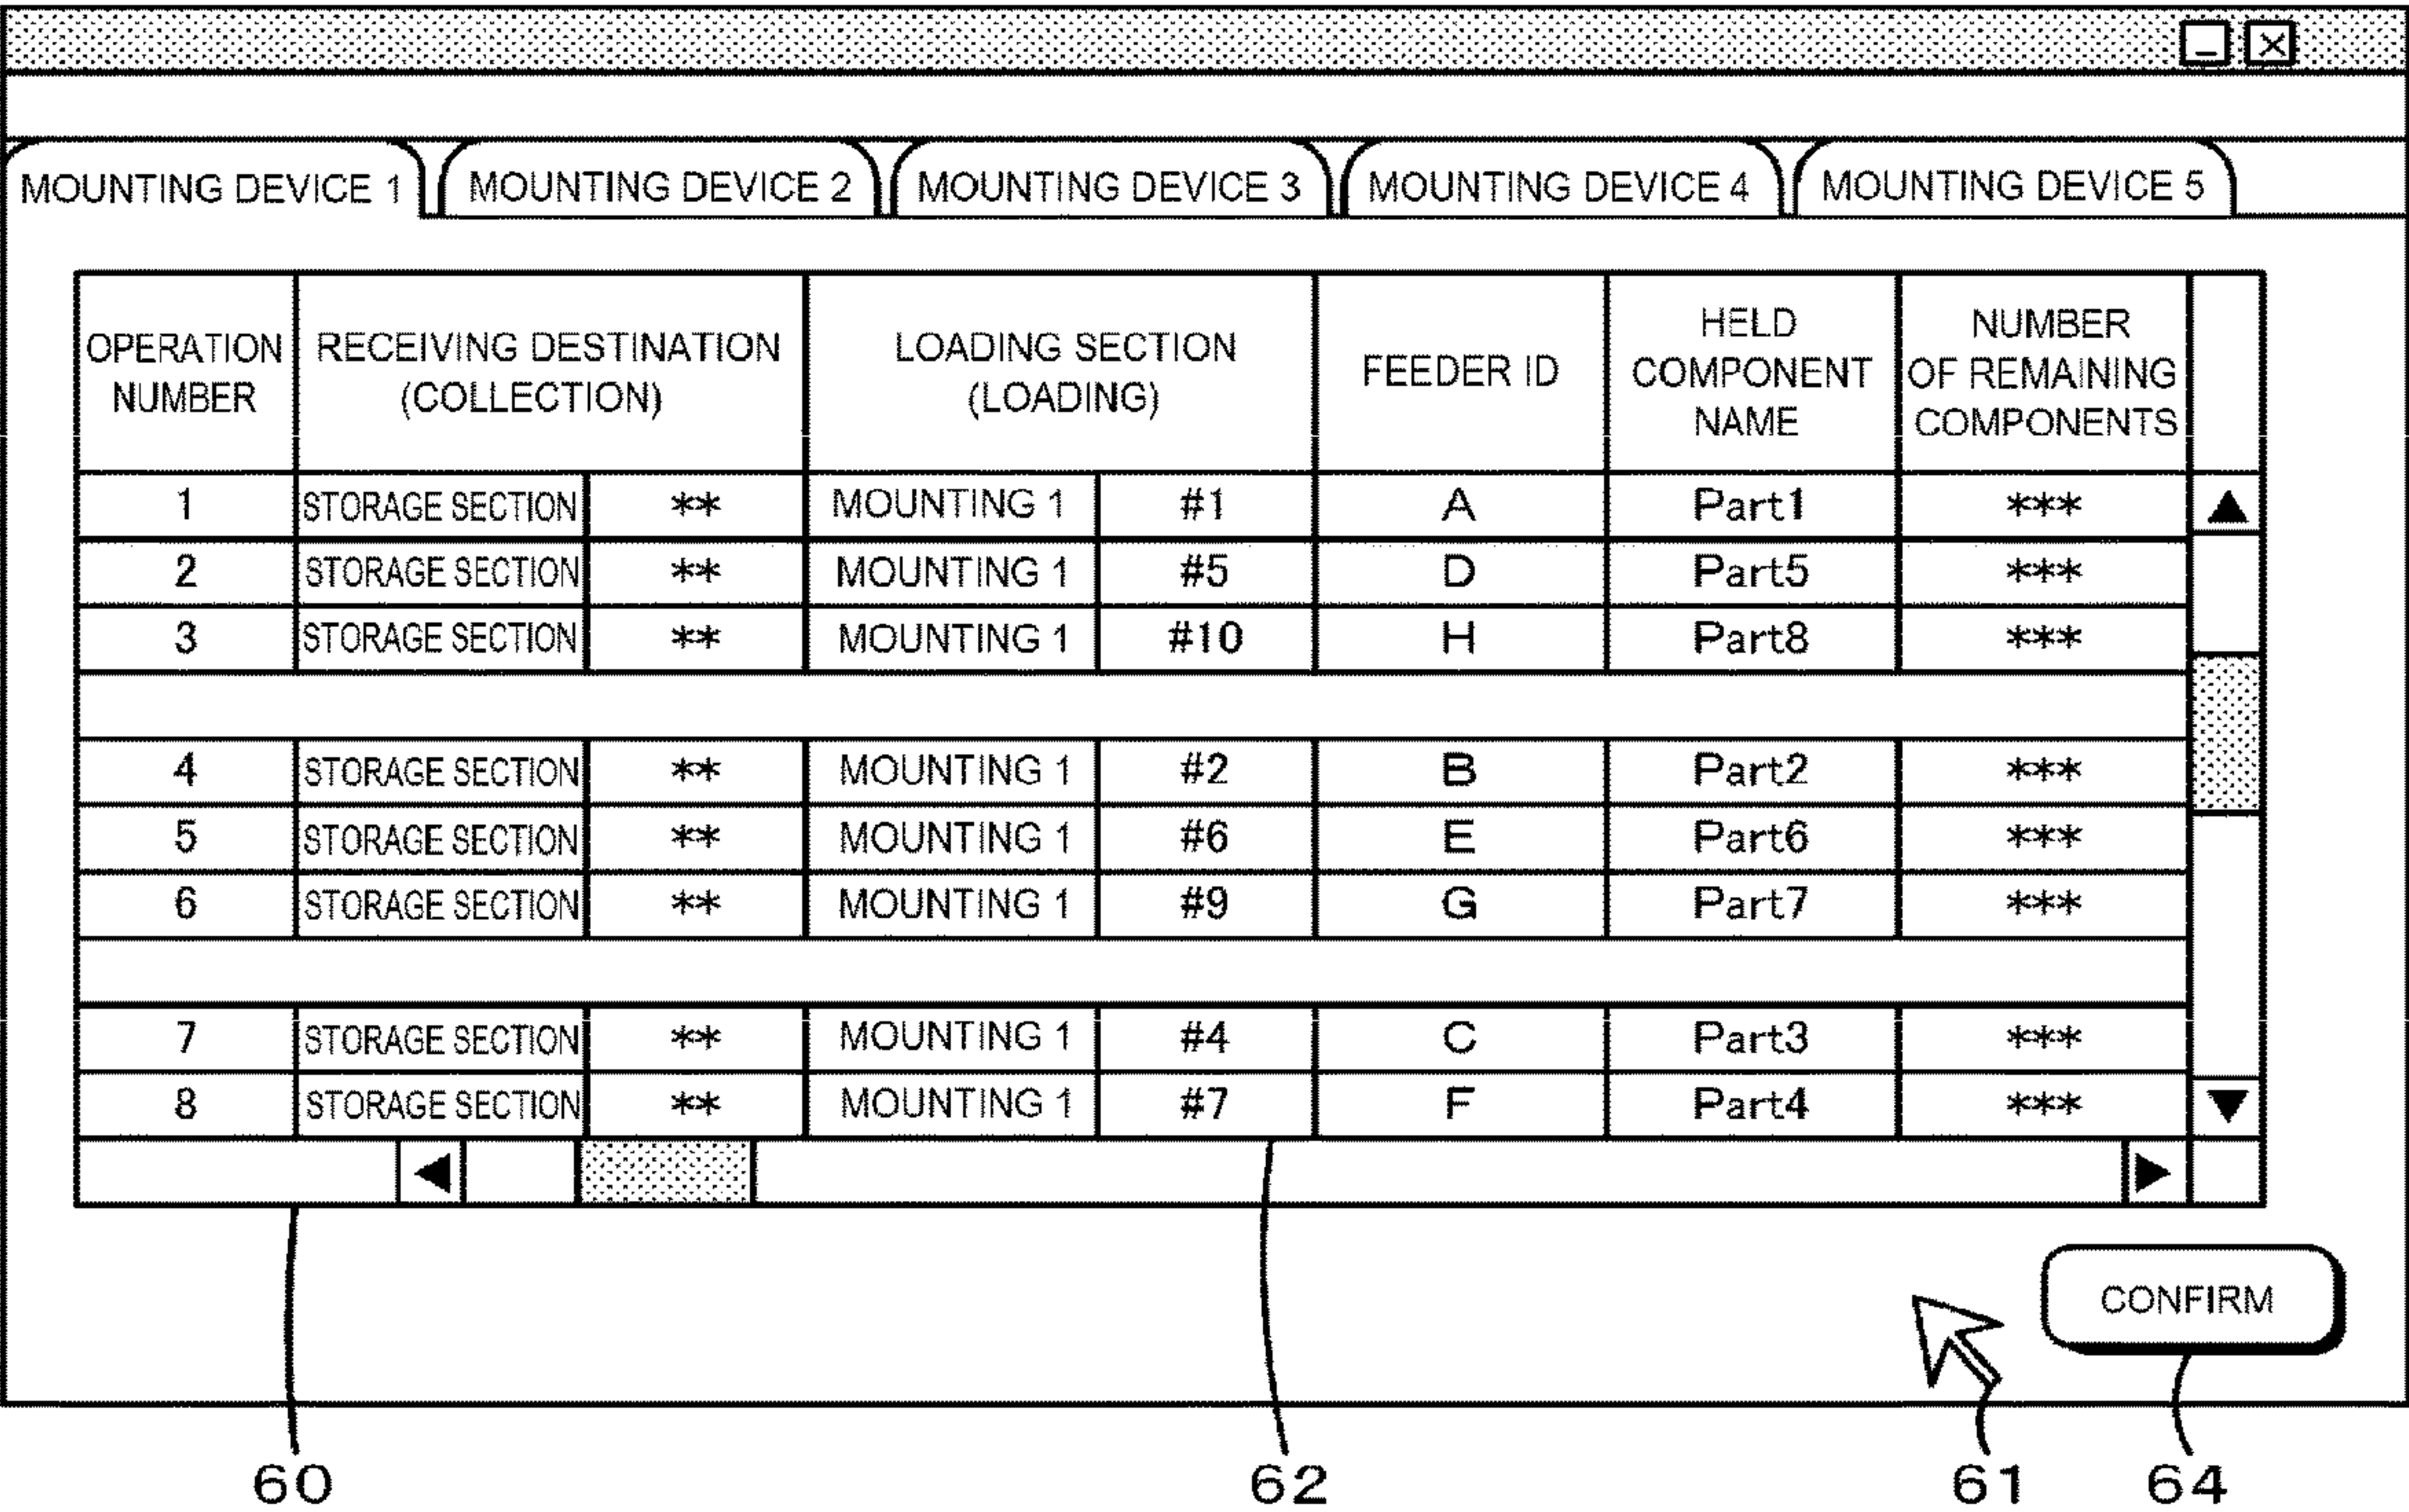 MOUNTING DEVICE 1 MOUNTING DEVICE 2 MOUNTING DEVICE 3 MOUNTING DEVICE 4 MOUNTING DEVICE 5
OPERATION NUMBER RECEIVING DESTINATION (COLLECTION) LOADING SECTION (LOADING) FEEDER ID HELD COMPONENT NAME NUMBER OF REMAINING COMPONENTS
1 STORAGE SECTION ** MOUNTING 1 #1 A Part1 ***
2 STORAGE SECTION ** MOUNTING 1 #5 D Part5 ***
3 STORAGE SECTION ** MOUNTING 1 #10 H Part8 ***
4 STORAGE SECTION ** MOUNTING 1 #2 B Part2 ***
5 STORAGE SECTION ** MOUNTING 1 #6 E Part6 ***
6 STORAGE SECTION ** MOUNTING 1 #9 G Part7 ***
7 STORAGE SECTION ** MOUNTING 1 #4 C Part3 ***
8 STORAGE SECTION ** MOUNTING 1 #7 F Part4 ***
CONFIRM
60 62 61 64